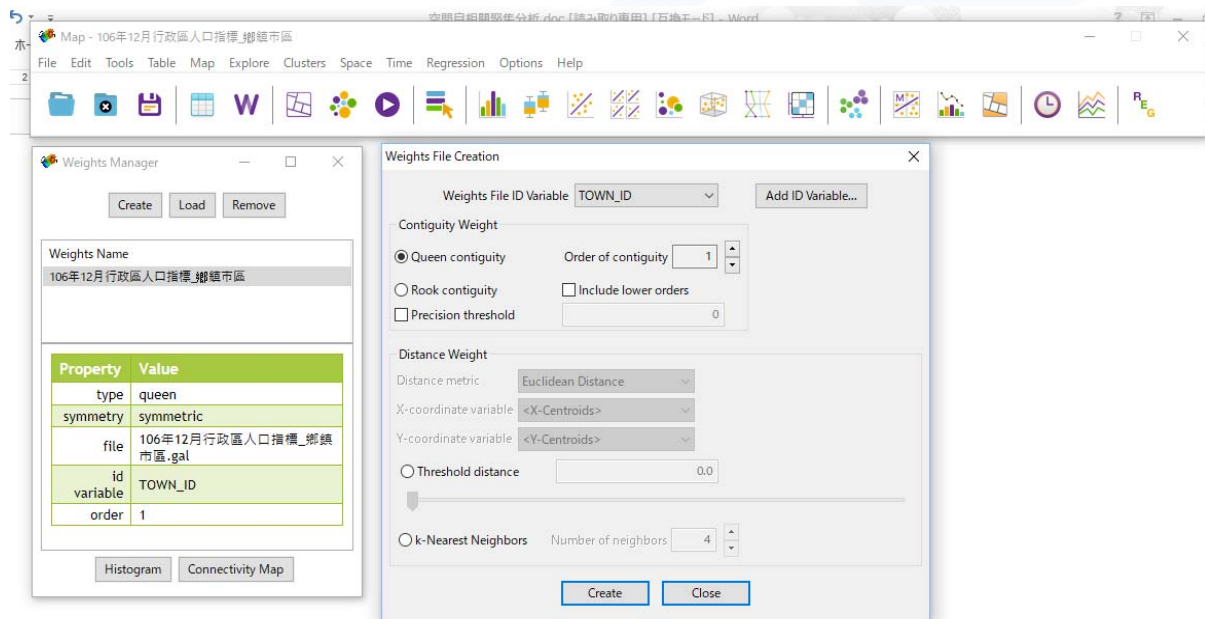 空間自相關聚集分析.doc [読み取り専用] [互換モード] - Word
Map - 106年12月行政區人口指標_鄉鎮市區
File Edit Tools Table Map Explore Clusters Space Time Regression Options Help
2
W
M
REG
Weights Manager
Create Load Remove
Weights Name
106年12月行政區人口指標_鄉鎮市區
Property Value
type queen
symmetry symmetric
file 106年12月行政區人口指標_鄉鎮
市區.gal
id
variable TOWN_ID
order 1
Histogram Connectivity Map
Weights File Creation
Weights File ID Variable TOWN_ID Add ID Variable...
Contiguity Weight
Queen contiguity Order of contiguity 1
Rook contiguity Include lower orders
Precision threshold 0
Distance Weight
Distance metric Euclidean Distance
X-coordinate variable <X-Centroids>
Y-coordinate variable <Y-Centroids>
Threshold distance 0.0
k-Nearest Neighbors Number of neighbors 4
Create Close